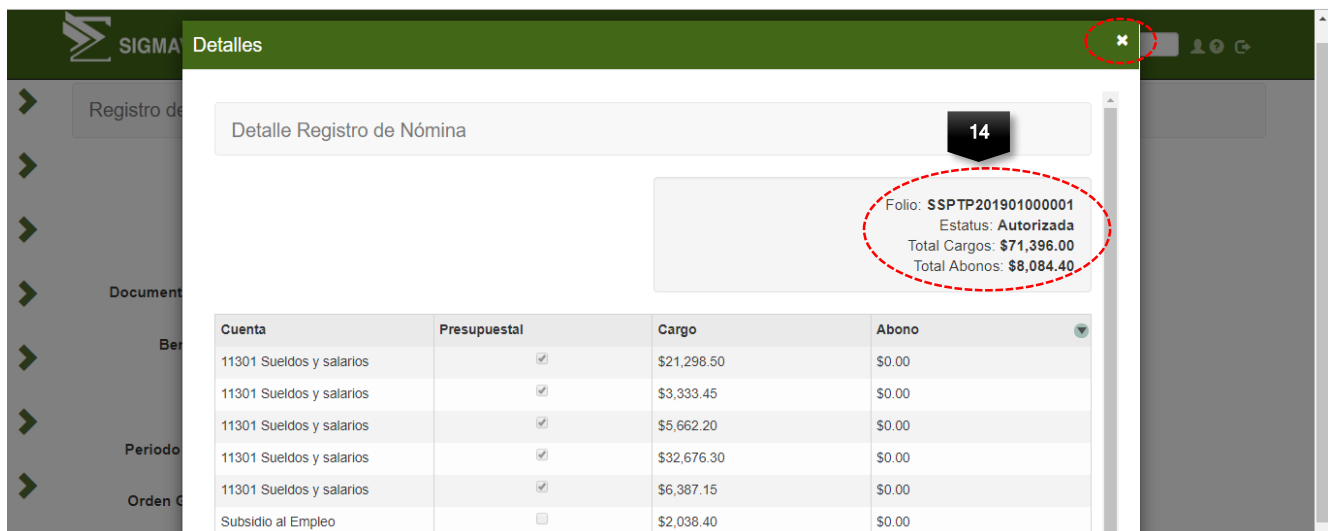 SIGMA
Detalles
Registro de
Detalle Registro de Nómina
14
Folio: SSPTP201901000001
Estatus: Autorizada
Total Cargos: $71,396.00
Total Abonos: $8,084.40
Document
Ber
Periodo
Orden G
Cuenta Presupuestal Cargo Abono
11301 Sueldos y salarios $21,298.50 $0.00
11301 Sueldos y salarios $3,333.45 $0.00
11301 Sueldos y salarios $5,662.20 $0.00
11301 Sueldos y salarios $32,676.30 $0.00
11301 Sueldos y salarios $6,387.15 $0.00
Subsidio al Empleo $2,038.40 $0.00